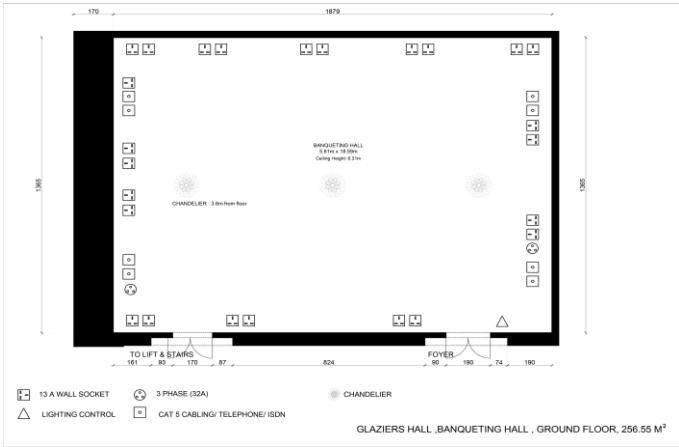 170
1879
1365
1365
BANQUETING HALL
5.81m x 18.59m
Ceiling Height: 6.31m
CHANDELIER : 3.6m from floor
TO LIFT & STAIRS
FOYER
161 93 170 87 824 90 190 74 190
13 A WALL SOCKET
3 PHASE (32A)
CHANDELIER
LIGHTING CONTROL
CAT 5 CABLING/ TELEPHONE/ ISDN
GLAZIERS HALL ,BANQUETING HALL , GROUND FLOOR, 256.55 M²